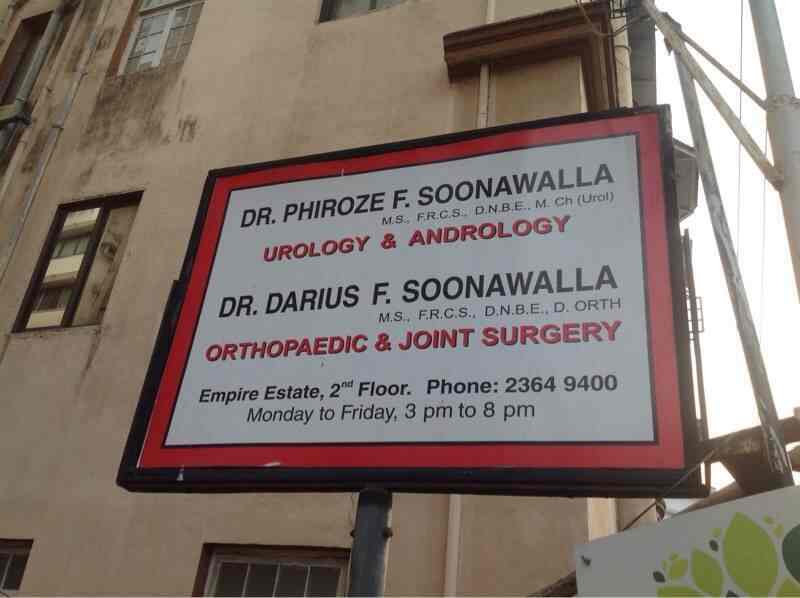 DR. PHIROZE F. SOONAWALLA
M.S., F.R.C.S., D.N.B.E., M. Ch (Urol)
UROLOGY & ANDROLOGY
DR. DARIUS F. SOONAWALLA
M.S., F.R.C.S., D.N.B.E., D. ORTH
ORTHOPAEDIC & JOINT SURGERY
Empire Estate, 2nd Floor. Phone: 2364 9400
Monday to Friday, 3 pm to 8 pm